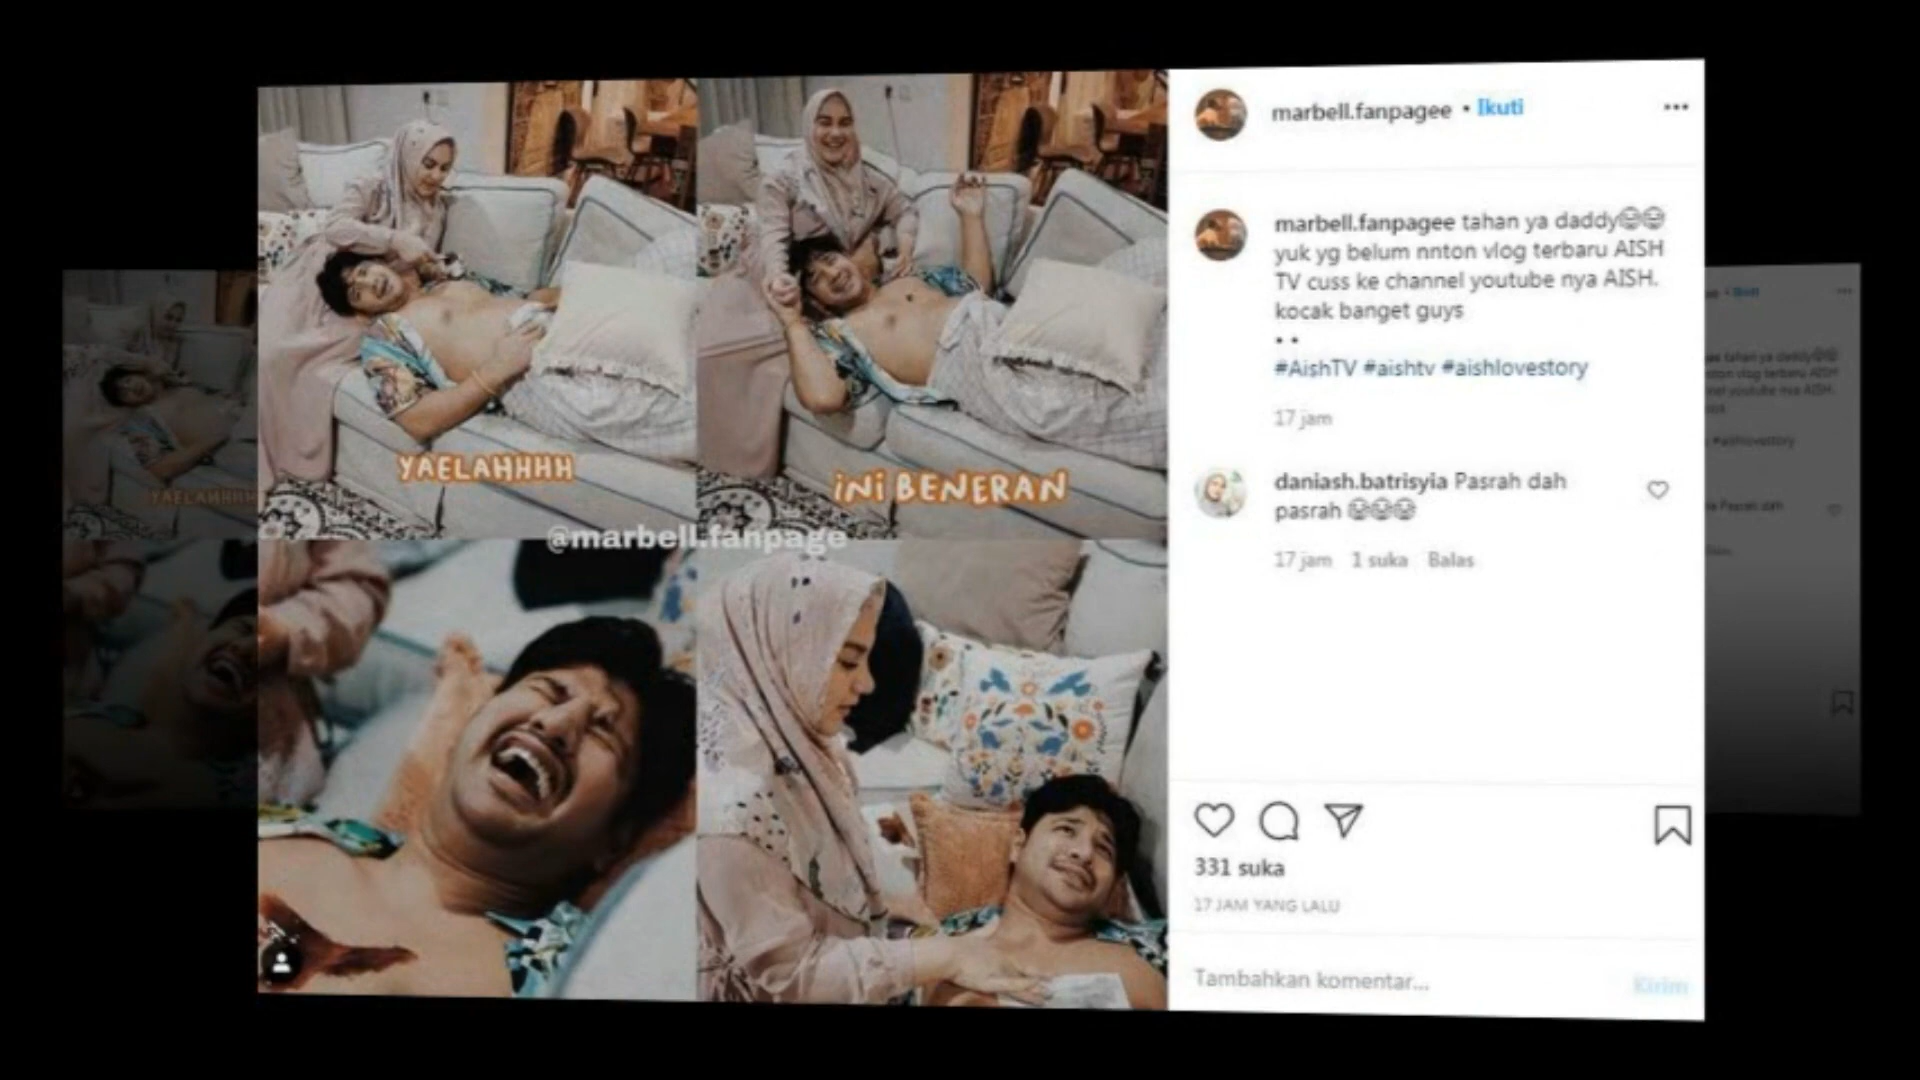 marbell.fanpagee • Ikuti
marbell.fanpagee tahan ya daddy😂😂
yuk yg belum nnton vlog terbaru AISH
TV cuss ke channel youtube nya AISH.
kocak banget guys
• •
#AishTV #aishtv #aishlovestory
17 jam
daniash.batrisyia Pasrah dah
pasrah 😂😂😂
17 jam 1 suka Balas
331 suka
17 JAM YANG LALU
Tambahkan komentar...
Kirim
YAELAHHHH
INI BENERAN
@marbell.fanpage